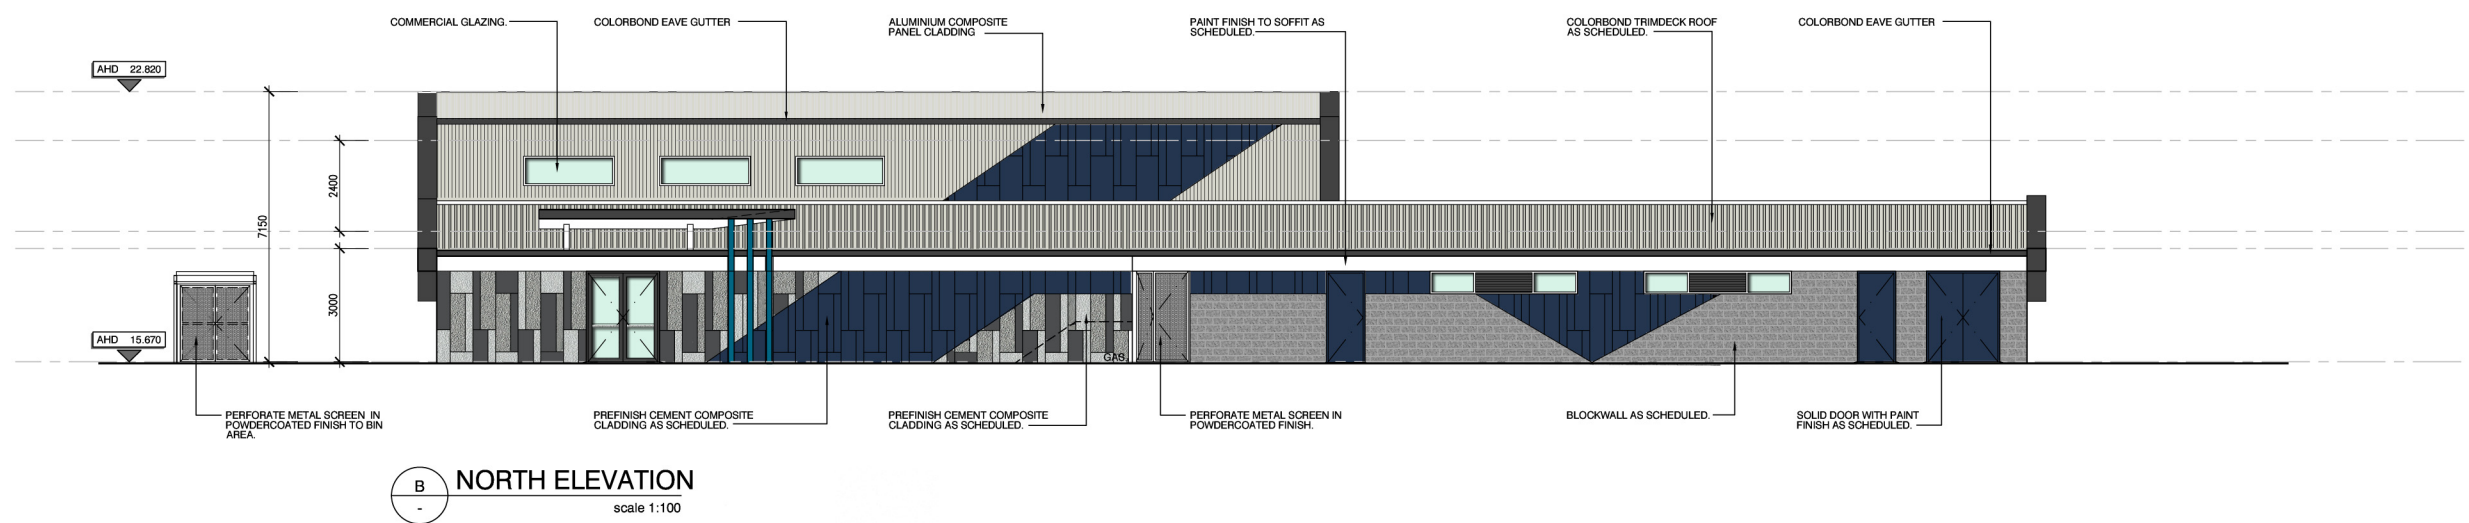 COMMERCIAL GLAZING.
COLORBOND EAVE GUTTER
ALUMINIUM COMPOSITE
PANEL CLADDING
PAINT FINISH TO SOFFIT AS
SCHEDULED.
COLORBOND TRIMDECK ROOF
AS SCHEDULED.
COLORBOND EAVE GUTTER
AHD 22.820
2400
7150
3000
AHD 15.670
GAS
PERFORATE METAL SCREEN IN
POWDERCOATED FINISH TO BIN
AREA.
PREFINISH CEMENT COMPOSITE
CLADDING AS SCHEDULED.
PREFINISH CEMENT COMPOSITE
CLADDING AS SCHEDULED.
PERFORATE METAL SCREEN IN
POWDERCOATED FINISH.
BLOCKWALL AS SCHEDULED.
SOLID DOOR WITH PAINT
FINISH AS SCHEDULED.
B
-
NORTH ELEVATION
scale 1:100